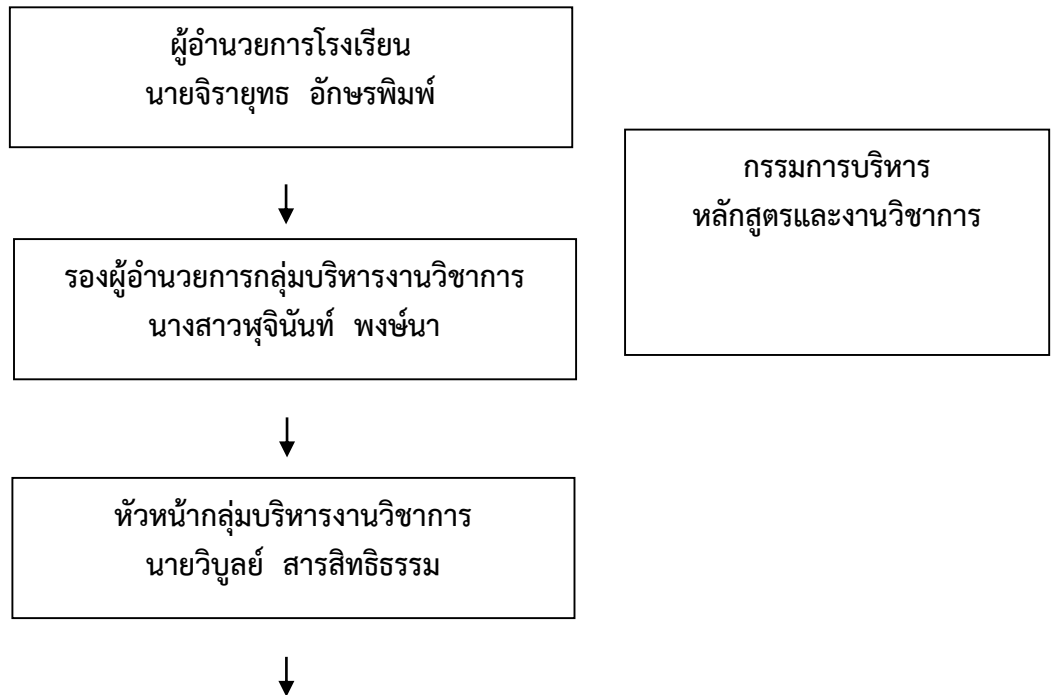 ผู้อำนวยการโรงเรียน
นายจิรายุทธ อักษรพิมพ์
กรรมการบริหาร
หลักสูตรและงานวิชาการ
รองผู้อำนวยการกลุ่มบริหารงานวิชาการ
นางสาวหุจินันท์ พงษ์นา
หัวหน้ากลุ่มบริหารงานวิชาการ
นายวิบูลย์ สารสิทธิธรรม